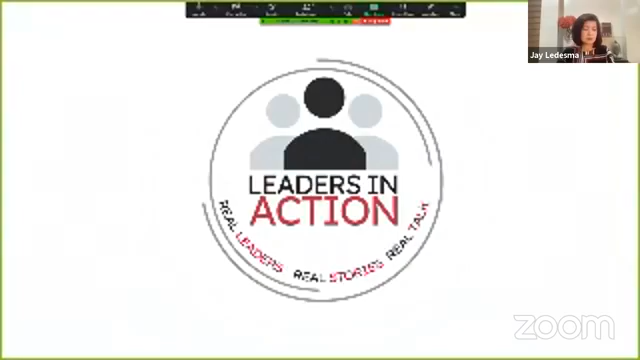 Jay Ledesma
LEADERS IN
ACTION
REAL LEADERS REAL STORIES REAL TALK
zoom